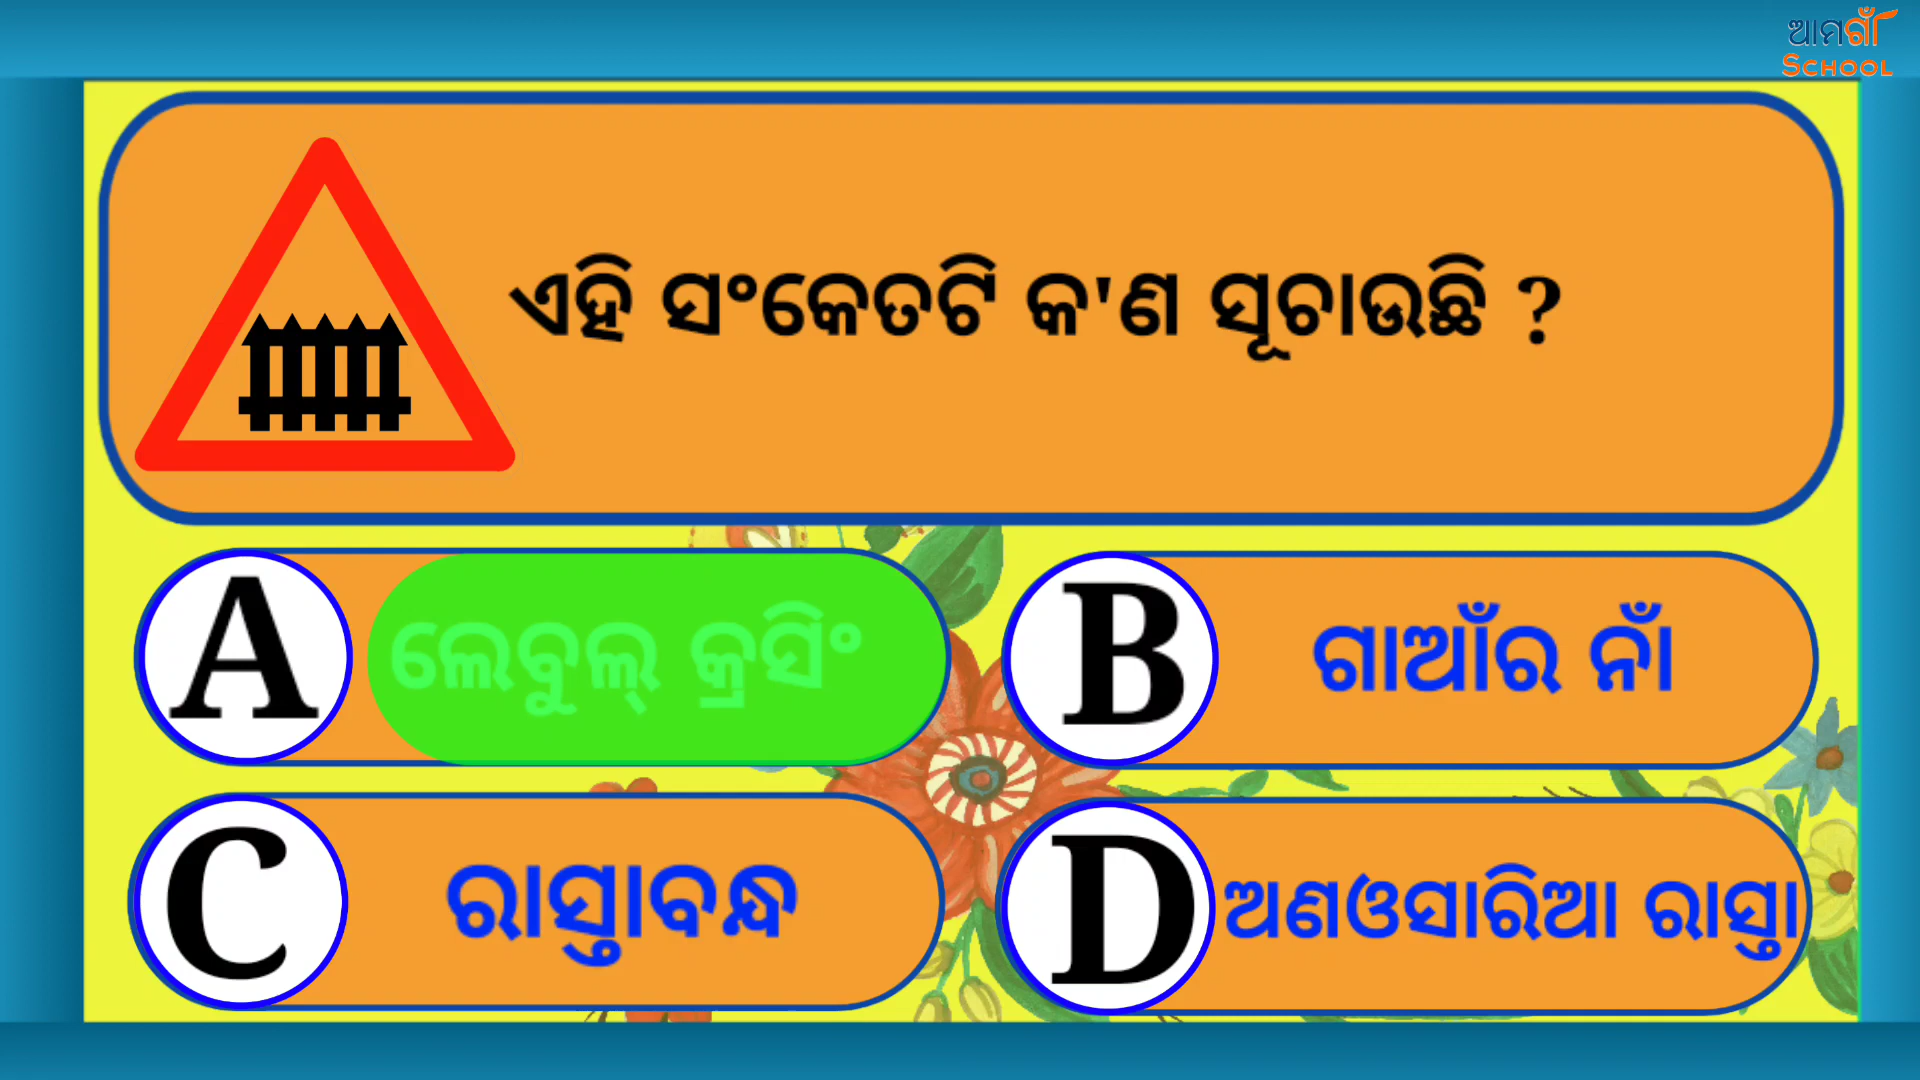 ଆମଗାଁ
SCHOOL
ଏହି ସଂକେତଟି କ'ଣ ସୂଚାଉଛି ?
A ଲେବୁଲ୍ କ୍ରସିଂ
B ଗାଆଁର ନାଁ
C ରାସ୍ତାବନ୍ଧ
D ଅଣଓସାରିଆ ରାସ୍ତା